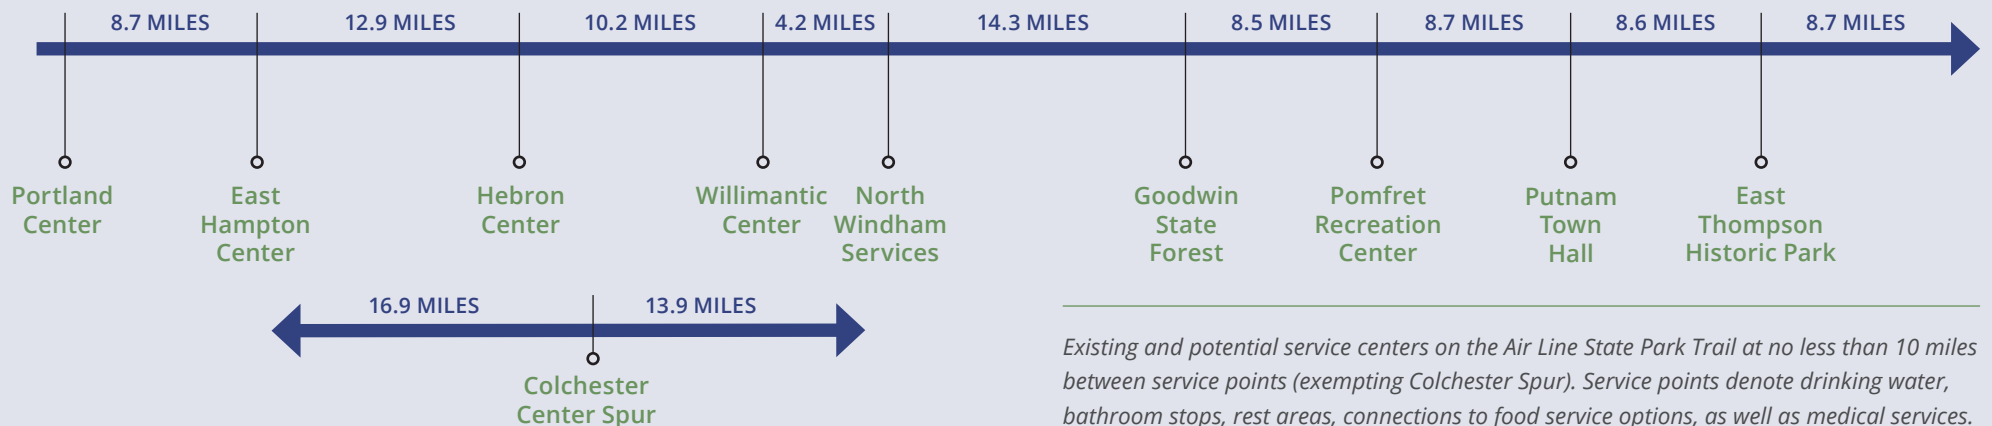 8.7 MILES
12.9 MILES
10.2 MILES
4.2 MILES
14.3 MILES
8.5 MILES
8.7 MILES
8.6 MILES
8.7 MILES
Portland
Center
East
Hampton
Center
Hebron
Center
Willimantic
Center
North
Windham
Services
Goodwin
State
Forest
Pomfret
Recreation
Center
Putnam
Town
Hall
East
Thompson
Historic Park
16.9 MILES
13.9 MILES
Colchester
Center Spur
Existing and potential service centers on the Air Line State Park Trail at no less than 10 miles
between service points (exempting Colchester Spur). Service points denote drinking water,
bathroom stops, rest areas, connections to food service options, as well as medical services.